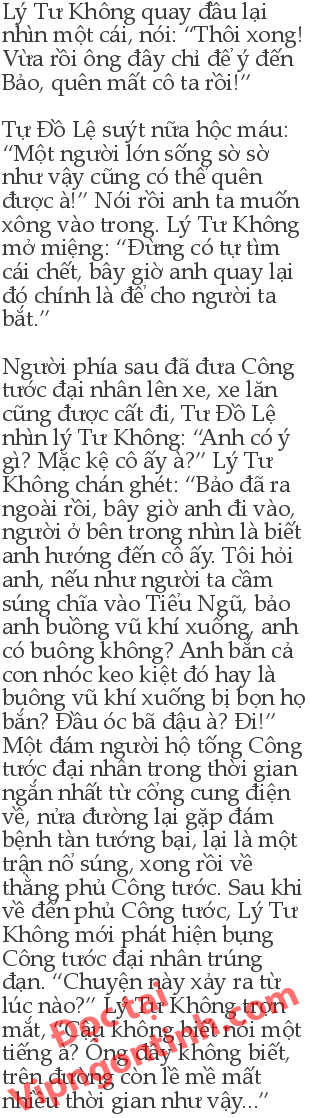 Lý Tư Không quay đầu lại
nhìn một cái, nói: “Thôi xong!
Vừa rồi ông đây chỉ để ý đến
Bảo, quên mất cô ta rồi!”
Tự Đồ Lệ suýt nữa hộc máu:
“Một người lớn sống sờ sờ
như vậy cũng có thể quên
được à!” Nói rồi anh ta muốn
xông vào trong. Lý Tư Không
mở miệng: “Đừng có tự tìm
cái chết, bây giờ anh quay lại
đó chính là để cho người ta
bắt.”
Người phía sau đã đưa Công
tước đại nhân lên xe, xe lăn
cũng được cất đi, Tư Đồ Lệ
nhìn lý Tư Không: “Anh có ý
gì? Mặc kệ cô ấy à?” Lý Tư
Không chán ghét: “Bảo đã ra
ngoài rồi, bây giờ anh đi vào,
người ở bên trong nhìn là biết
anh hướng đến cô ấy. Tôi hỏi
anh, nếu như người ta cầm
súng chĩa vào Tiểu Ngũ, bảo
anh buồng vũ khí xuống, anh
có buông không? Anh bắn cả
con nhóc keo kiệt đó hay là
buông vũ khí xuống bị bọn họ
bắn? Đầu óc bã đậu à? Đi!”
Một đám người hộ tống Công
tước đại nhân trong thời gian
ngắn nhất từ cổng cung điện
về, nửa đường lại gặp đám
bệnh tàn tướng bại, lại là một
trận nổ súng, xong rồi về
thẳng phủ Công tước. Sau khi
về đến phủ Công tước, Lý Tư
Không mới phát hiện bụng
Công tước đại nhân trúng
đạn. “Chuyện này xảy ra từ
lúc nào?” Lý Tư Không trợn
mắt, “Cậu không biết nói một
tiếng à? Ông đây không biết,
trên đường còn lề mề mất
nhiều thời gian như vậy...”
Đọc tại
Vipngontinh.com